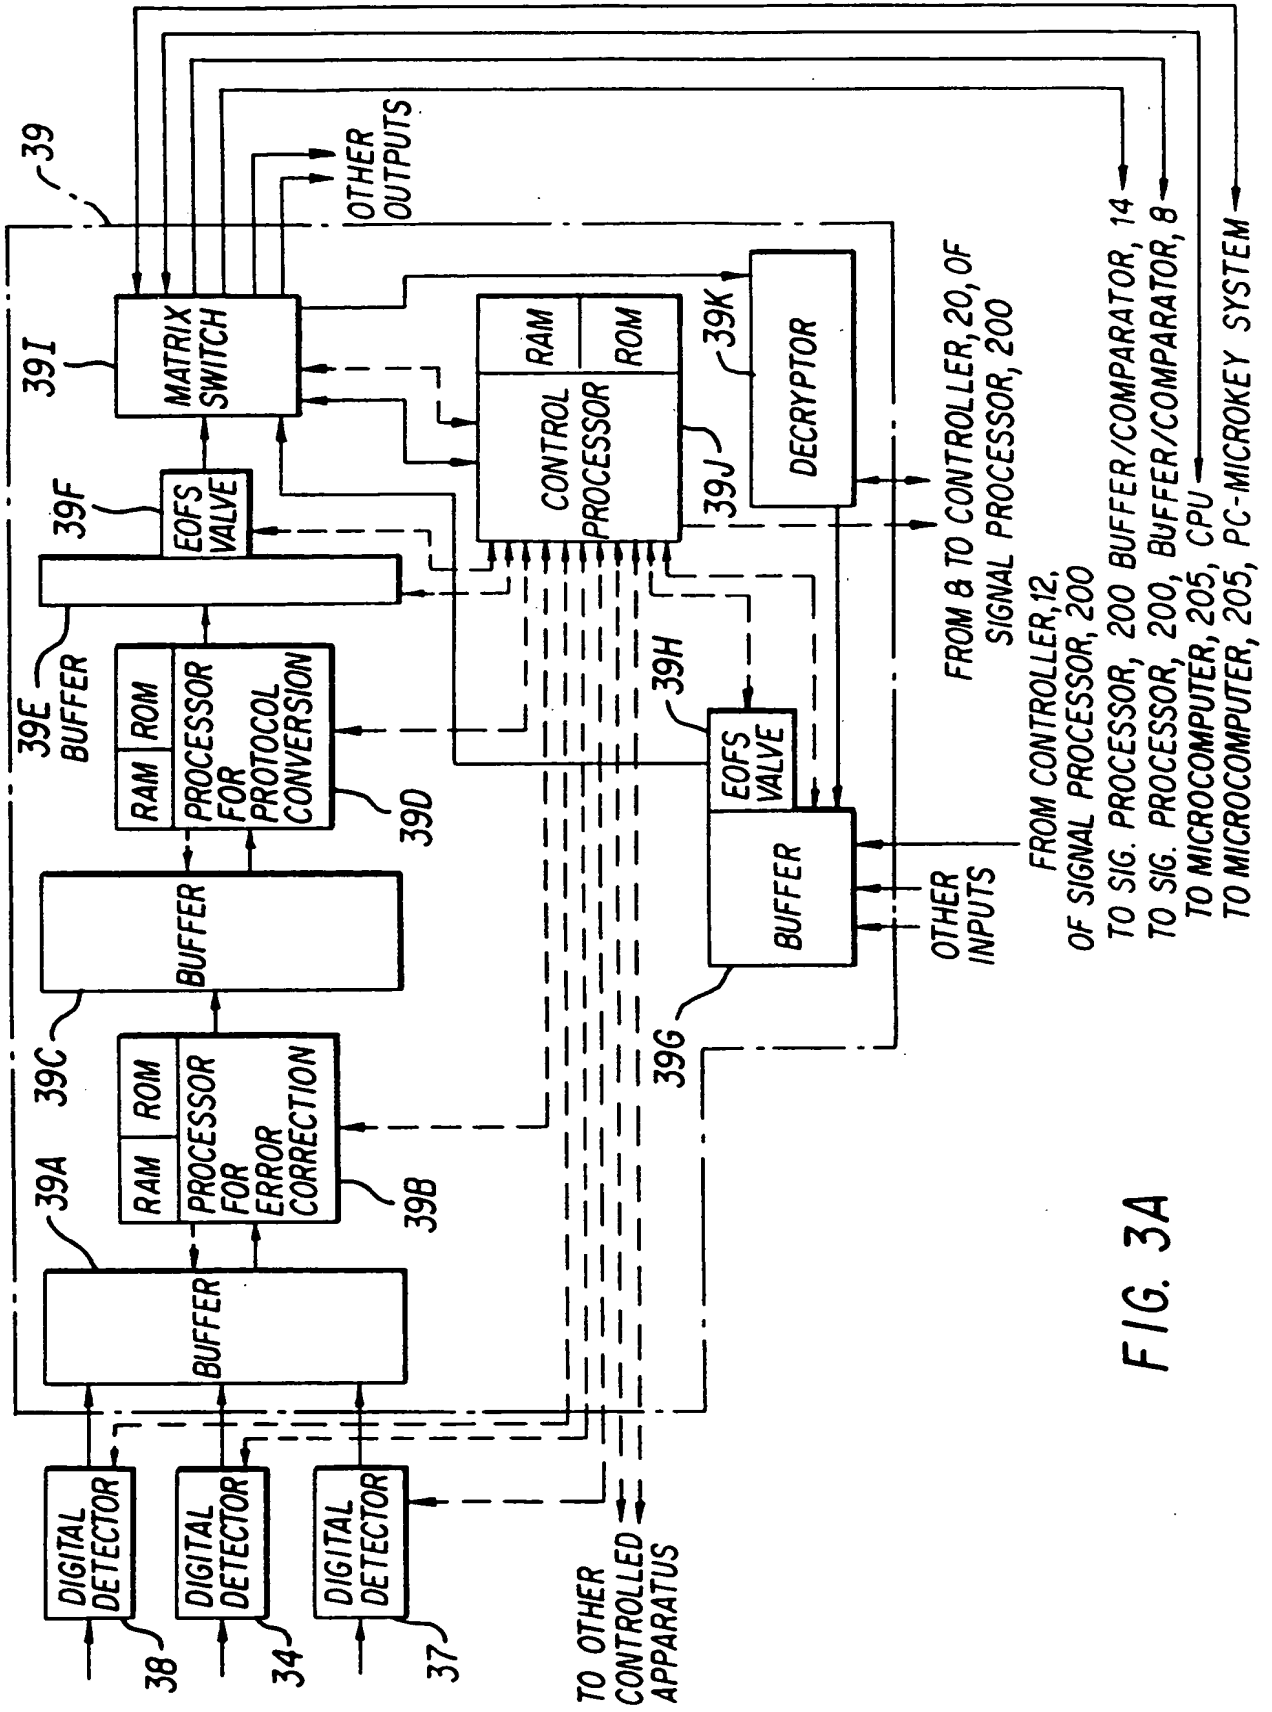 38
DIGITAL
DETECTOR
34
DIGITAL
DETECTOR
37
DIGITAL
DETECTOR
39
39A
BUFFER
RAM
ROM
PROCESSOR
FOR
ERROR
CORRECTION
39B
39C
BUFFER
RAM
ROM
PROCESSOR
FOR
PROTOCOL
CONVERSION
39D
39E
BUFFER
39F
EOFS
VALVE
39I
MATRIX
SWITCH
OTHER
OUTPUTS
CONTROL
PROCESSOR
RAM
ROM
39J
39K
DECRYPTOR
39H
EOFS
VALVE
39G
BUFFER
OTHER
INPUTS
TO OTHER
CONTROLLED
APPARATUS
FROM & TO CONTROLLER, 20, OF
SIGNAL PROCESSOR, 200
FROM CONTROLLER, 12,
OF SIGNAL PROCESSOR, 200
TO SIG. PROCESSOR, 200 BUFFER/COMPARATOR, 14
TO SIG. PROCESSOR, 200, BUFFER/COMPARATOR, 8
TO MICROCOMPUTER, 205, CPU
TO MICROCOMPUTER, 205, PC-MICROKEY SYSTEM
FIG. 3A